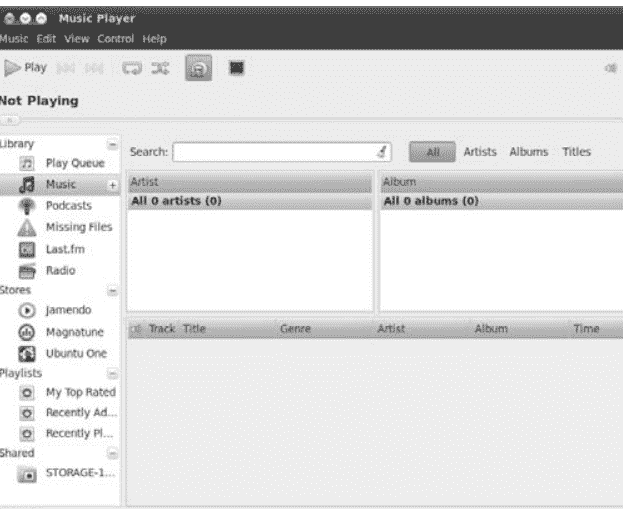 Music Player
Music Edit View Control Help
Play
Not Playing
Library
Play Queue
Music
Podcasts
Missing Files
Last.fm
Radio
Stores
Jamendo
Magnatune
Ubuntu One
Playlists
My Top Rated
Recently Ad...
Recently Pl...
Shared
STORAGE-1...
Search:
All Artists Albums Titles
Artist Album
All 0 artists (0) All 0 albums (0)
Track Title Genre Artist Album Time